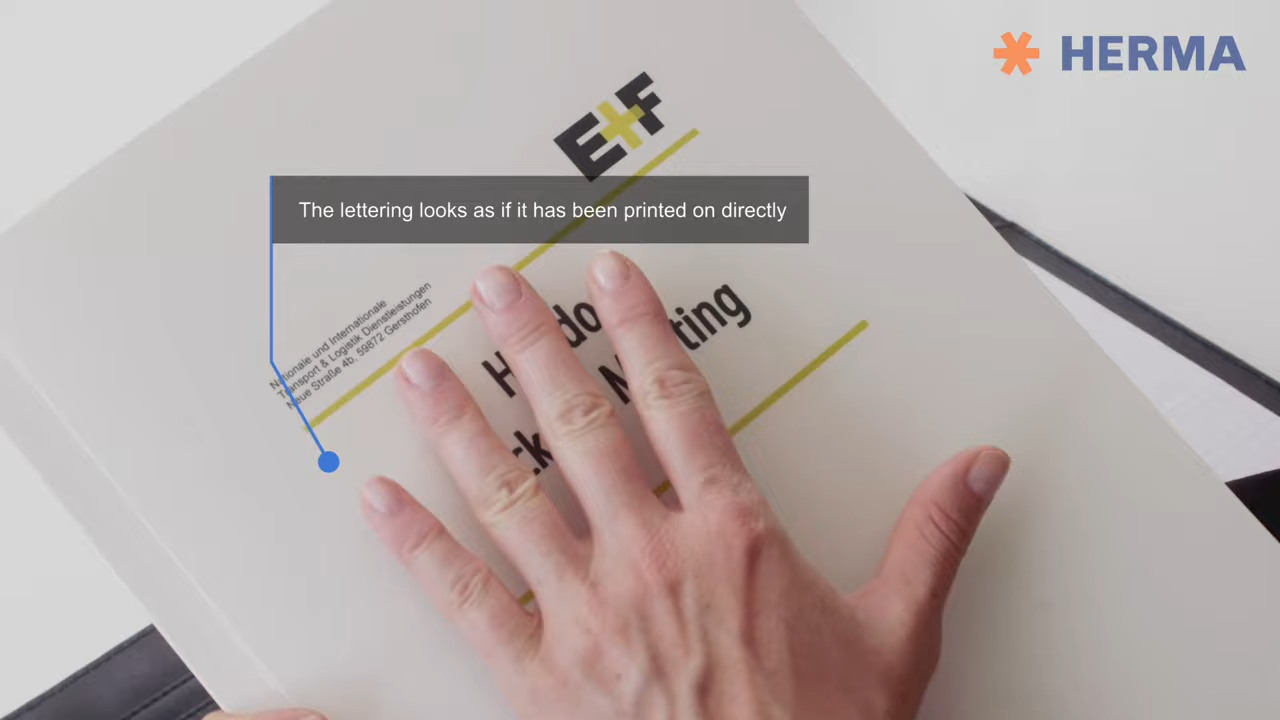 HERMA
E+F
The lettering looks as if it has been printed on directly
Nationale und Internationale
Transport & Logistik Dienstleistungen
Neue Straße 4b, 59872 Gersthofen